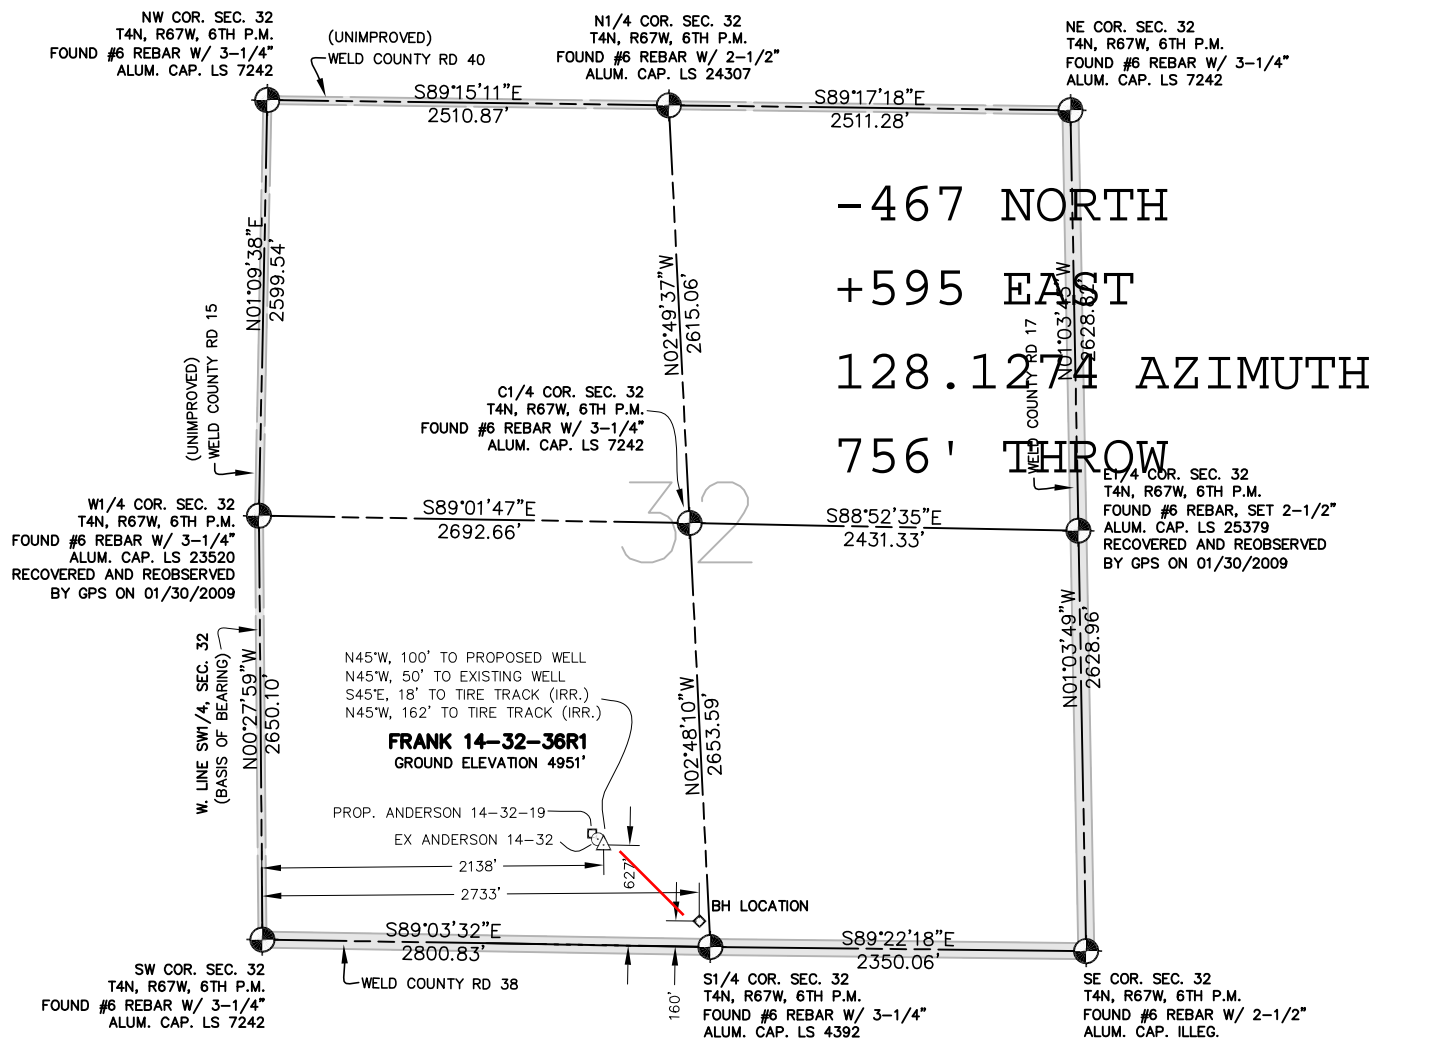 NW COR. SEC. 32
T4N, R67W, 6TH P.M.
FOUND #6 REBAR W/ 3-1/4"
ALUM. CAP. LS 7242
(UNIMPROVED)
WELD COUNTY RD 40
N1/4 COR. SEC. 32
T4N, R67W, 6TH P.M.
FOUND #6 REBAR W/ 2-1/2"
ALUM. CAP. LS 24307
NE COR. SEC. 32
T4N, R67W, 6TH P.M.
FOUND #6 REBAR W/ 3-1/4"
ALUM. CAP. LS 7242
S89°15'11"E
2510.87'
S89°17'18"E
2511.28'
-467 NORTH
+595 EAST
128.1274 AZIMUTH
756' THROW
N01°09'38"E
2599.54'
N02°49'37"W
2615.06'
N01°03'45"W
2628.82'
(UNIMPROVED)
WELD COUNTY RD 15
WELD COUNTY RD 17
C1/4 COR. SEC. 32
T4N, R67W, 6TH P.M.
FOUND #6 REBAR W/ 3-1/4"
ALUM. CAP. LS 7242
W1/4 COR. SEC. 32
T4N, R67W, 6TH P.M.
FOUND #6 REBAR W/ 3-1/4"
ALUM. CAP. LS 23520
RECOVERED AND REOBSERVED
BY GPS ON 01/30/2009
S89°01'47"E
2692.66'
32
S88°52'35"E
2431.33'
E1/4 COR. SEC. 32
T4N, R67W, 6TH P.M.
FOUND #6 REBAR, SET 2-1/2"
ALUM. CAP. LS 25379
RECOVERED AND REOBSERVED
BY GPS ON 01/30/2009
W. LINE SW1/4, SEC. 32
(BASIS OF BEARING)
N00°27'59"W
2650.10'
N45°W, 100' TO PROPOSED WELL
N45°W, 50' TO EXISTING WELL
S45°E, 18' TO TIRE TRACK (IRR.)
N45°W, 162' TO TIRE TRACK (IRR.)
FRANK 14-32-36R1
GROUND ELEVATION 4951'
N02°48'10"W
2653.59'
N01°03'49"W
2628.96'
PROP. ANDERSON 14-32-19
EX ANDERSON 14-32
2138'
627'
2733'
BH LOCATION
S89°03'32"E
2800.83'
S89°22'18"E
2350.06'
160'
WELD COUNTY RD 38
SW COR. SEC. 32
T4N, R67W, 6TH P.M.
FOUND #6 REBAR W/ 3-1/4"
ALUM. CAP. LS 7242
S1/4 COR. SEC. 32
T4N, R67W, 6TH P.M.
FOUND #6 REBAR W/ 3-1/4"
ALUM. CAP. LS 4392
SE COR. SEC. 32
T4N, R67W, 6TH P.M.
FOUND #6 REBAR W/ 2-1/2"
ALUM. CAP. ILLEG.